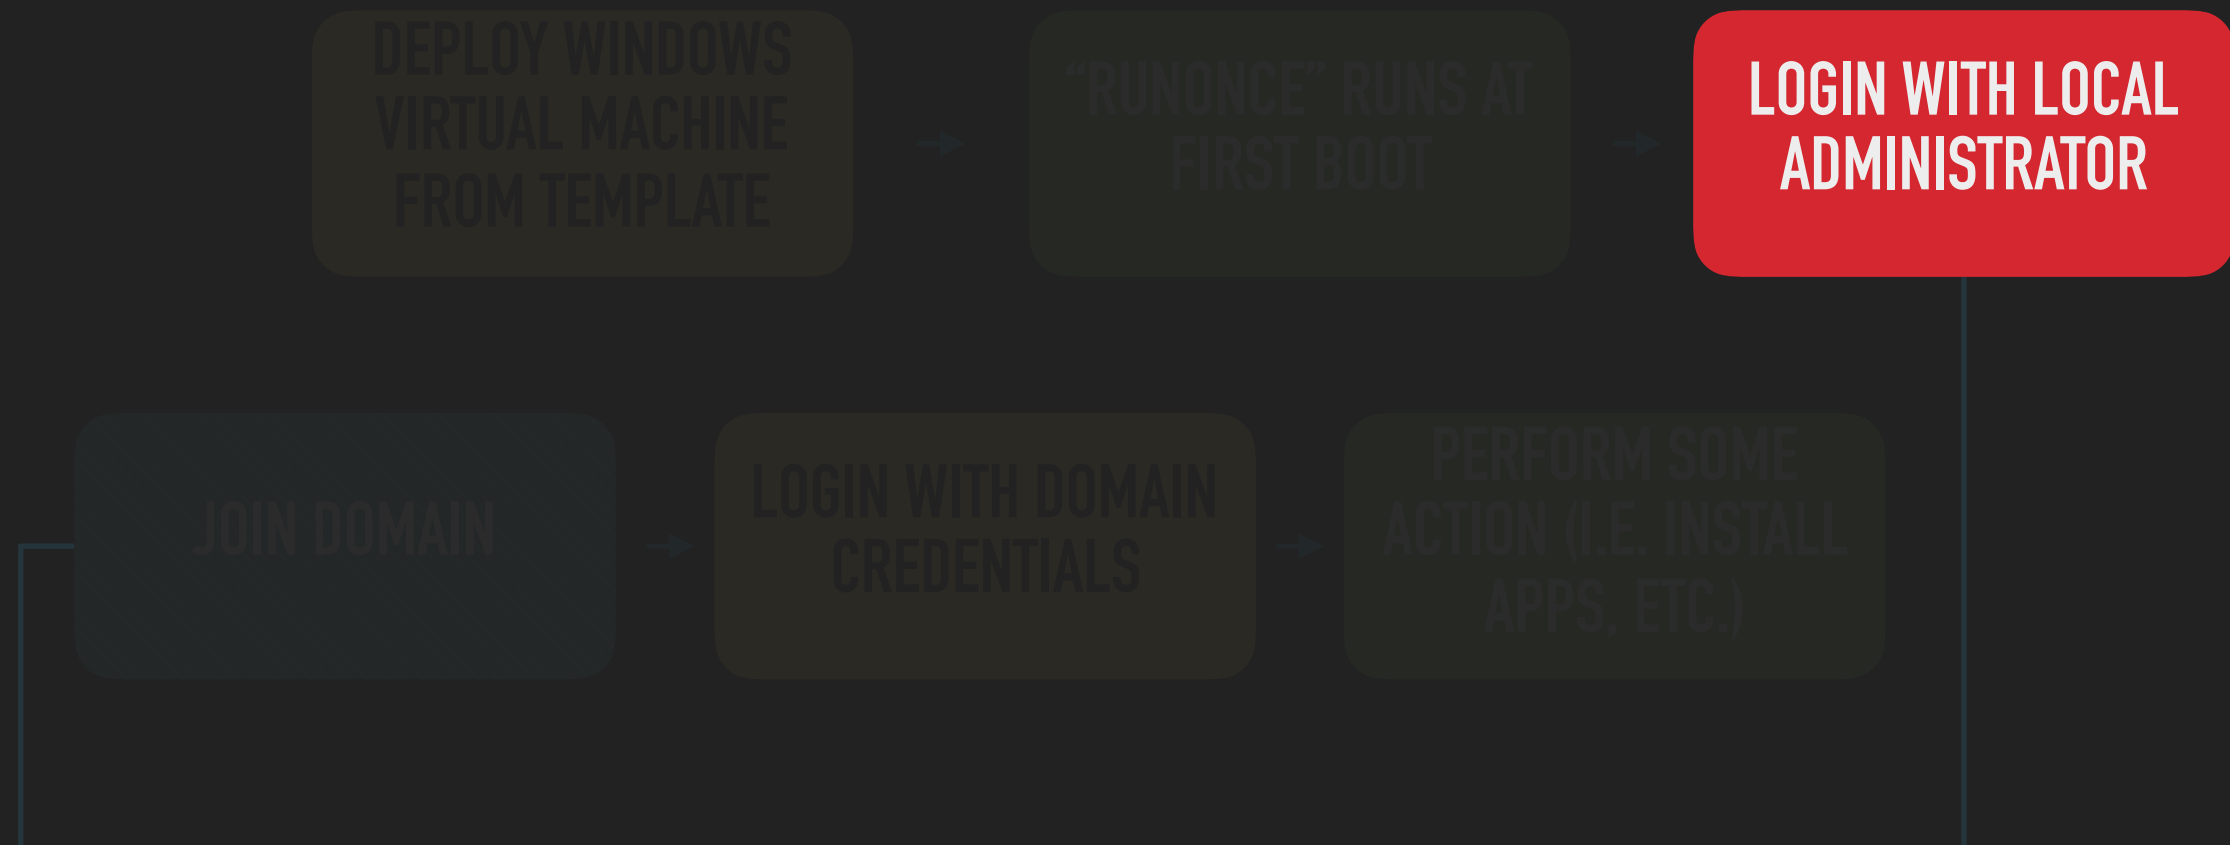 DEPLOY WINDOWS
VIRTUAL MACHINE
FROM TEMPLATE
“RUNONCE” RUNS AT
FIRST BOOT
LOGIN WITH LOCAL
ADMINISTRATOR
JOIN DOMAIN
LOGIN WITH DOMAIN
CREDENTIALS
PERFORM SOME
ACTION (I.E. INSTALL
APPS, ETC.)